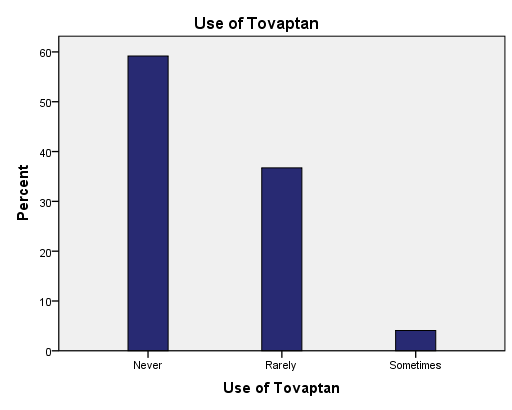 Use of Tovaptan
60
50
40
30
20
10
0
Percent
Never Rarely Sometimes
Use of Tovaptan